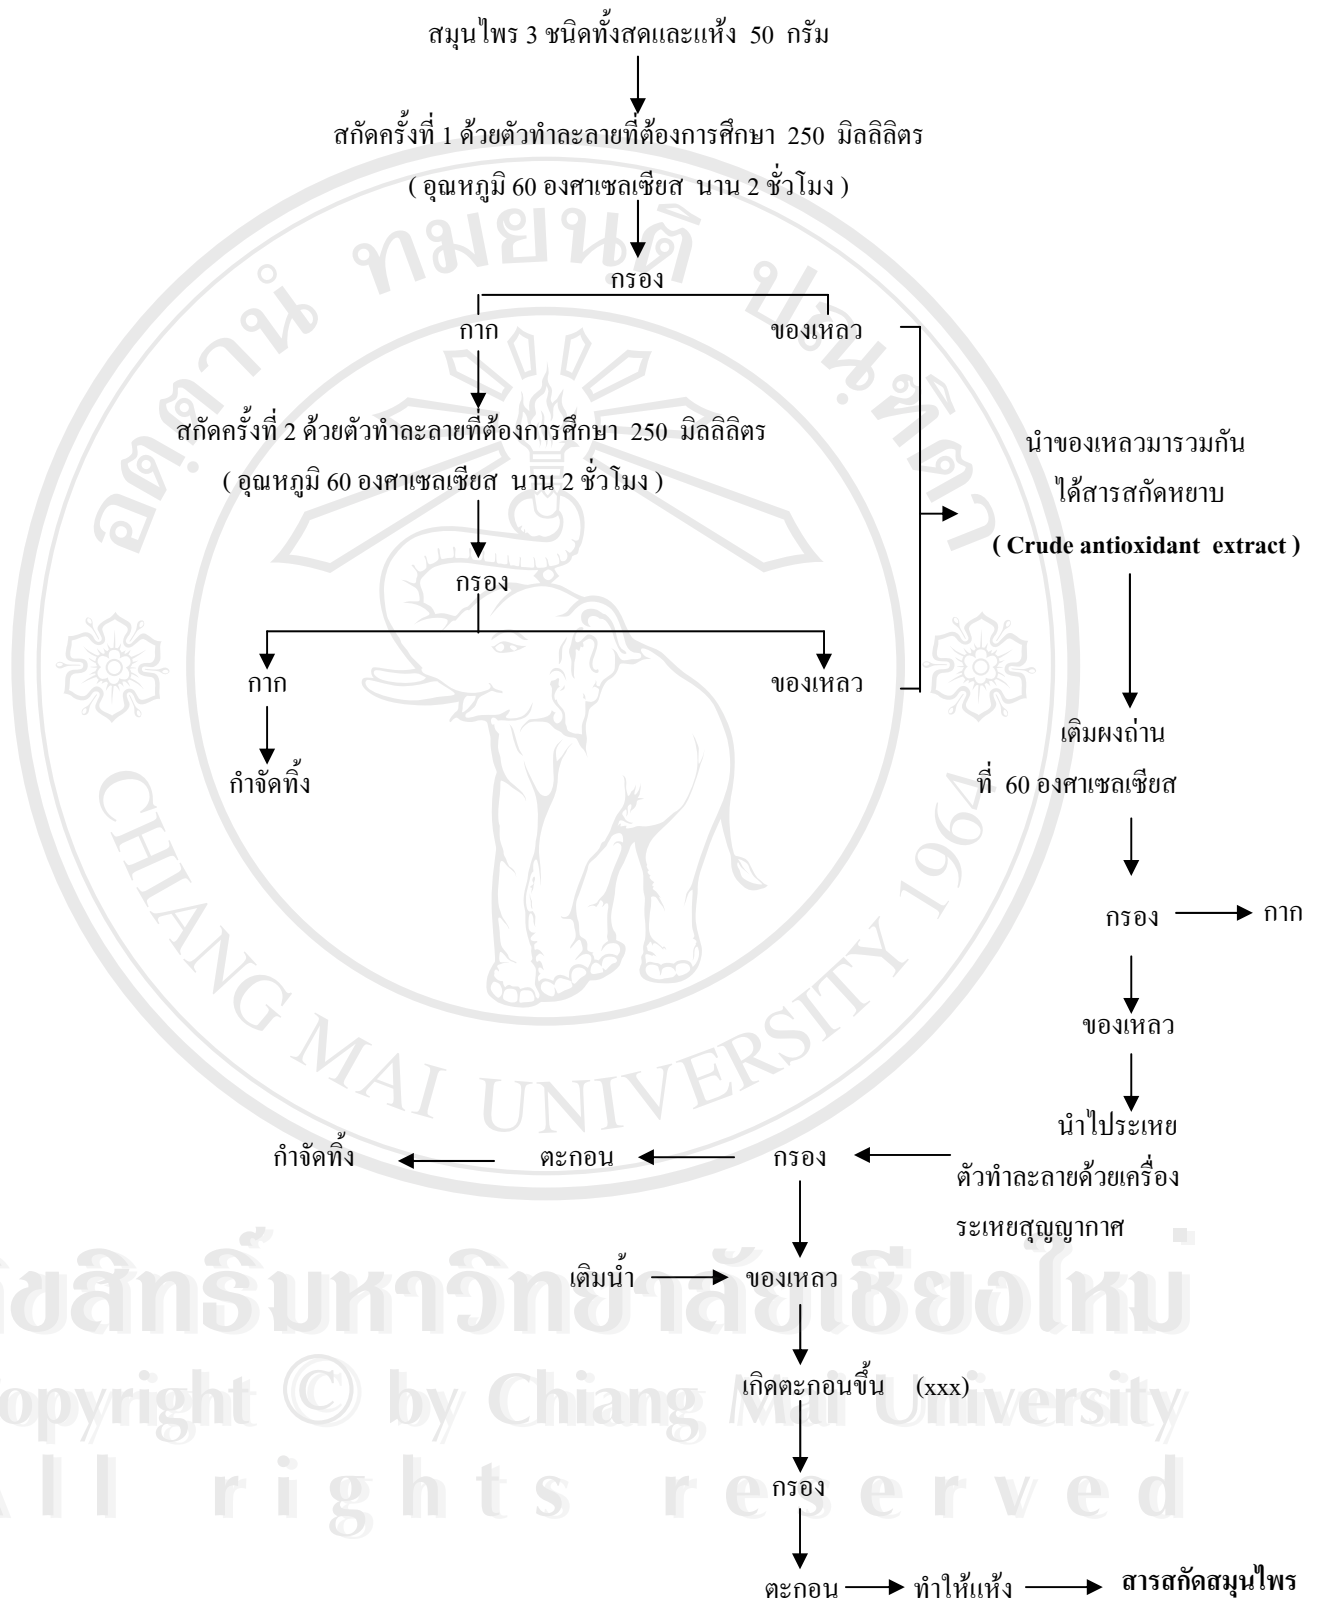 สมุนไพร 3 ชนิดทั้งสดและแห้ง 50 กรัม
สกัดครั้งที่ 1 ด้วยตัวทำละลายที่ต้องการศึกษา 250 มิลลิลิตร
( อุณหภูมิ 60 องศาเซลเซียส นาน 2 ชั่วโมง )
กรอง
กาก ของเหลว
สกัดครั้งที่ 2 ด้วยตัวทำละลายที่ต้องการศึกษา 250 มิลลิลิตร
( อุณหภูมิ 60 องศาเซลเซียส นาน 2 ชั่วโมง )
กรอง
กาก ของเหลว
กำจัดทิ้ง
นำของเหลวมารวมกัน
ได้สารสกัดหยาบ
( Crude antioxidant extract )
เติมผงถ่าน
ที่ 60 องศาเซลเซียส
กรอง กาก
ของเหลว
นำไประเหย
ตัวทำละลายด้วยเครื่อง
ระเหยสุญญากาศ
กำจัดทิ้ง ตะกอน กรอง
เติมน้ำ ของเหลว
เกิดตะกอนขึ้น (xxx)
กรอง
ตะกอน ทำให้แห้ง สารสกัดสมุนไพร
อตฺตานํ ทมยนฺติ ปณฺฑิตา
CHIANG MAI UNIVERSITY 1964
ลิขสิทธิ์มหาวิทยาลัยเชียงใหม่
Copyright © by Chiang Mai University
All rights reserved